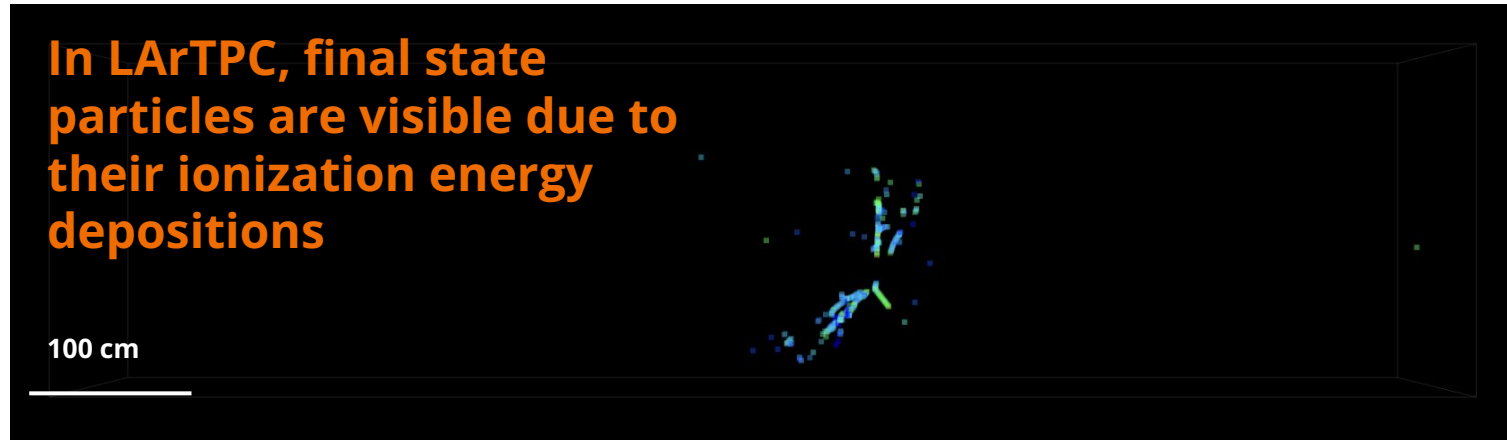 In LArTPC, final state
particles are visible due to
their ionization energy
depositions
100 cm